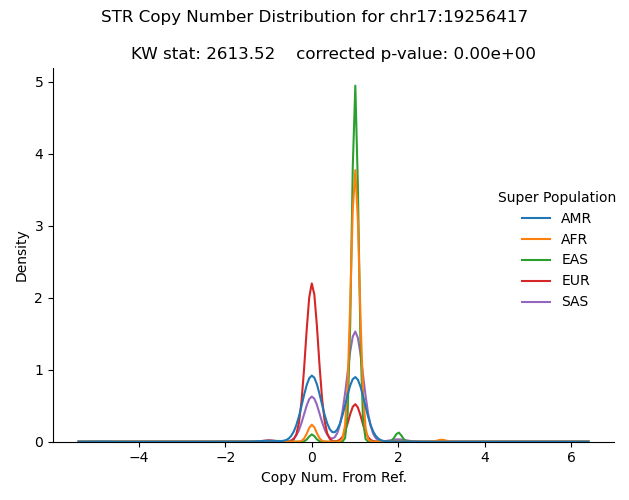 STR Copy Number Distribution for chr17:19256417
KW stat: 2613.52    corrected p-value: 0.00e+00
Density
5
4
3
2
1
0
−4
−2
0
2
4
6
Copy Num. From Ref.
Super Population
AMR
AFR
EAS
EUR
SAS